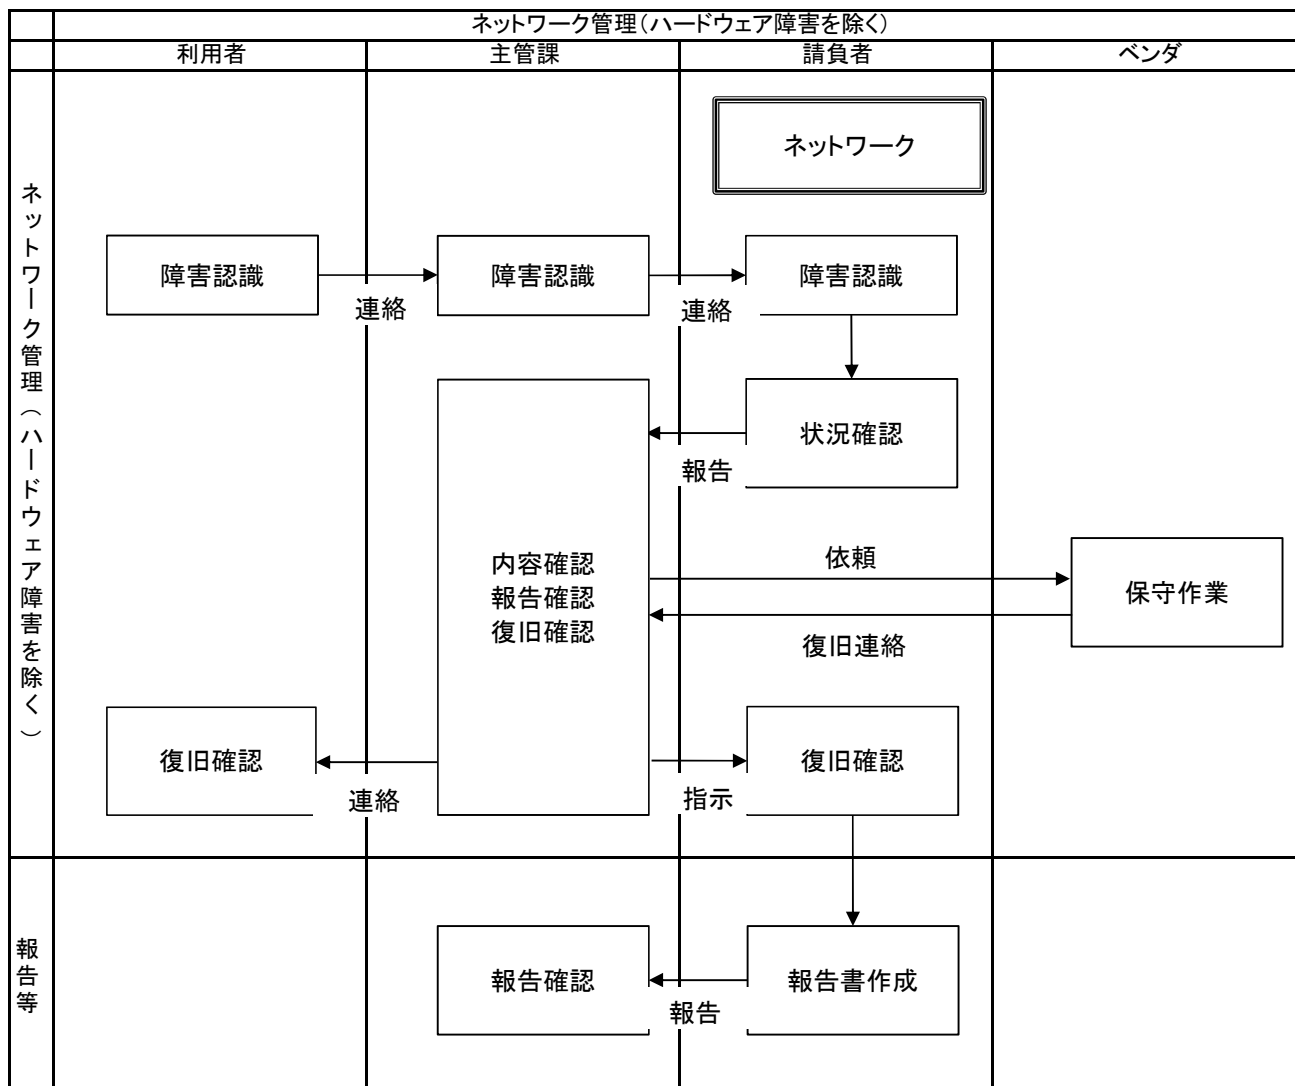 ネットワーク管理（ハードウェア障害を除く）
利用者
主管課
請負者
ベンダ
ネットワーク管理（ハードウェア障害を除く）
ネットワーク
障害認識
連絡
障害認識
連絡
障害認識
状況確認
報告
内容確認
報告確認
復旧確認
依頼
保守作業
復旧連絡
復旧確認
連絡
指示
復旧確認
報告等
報告確認
報告
報告書作成